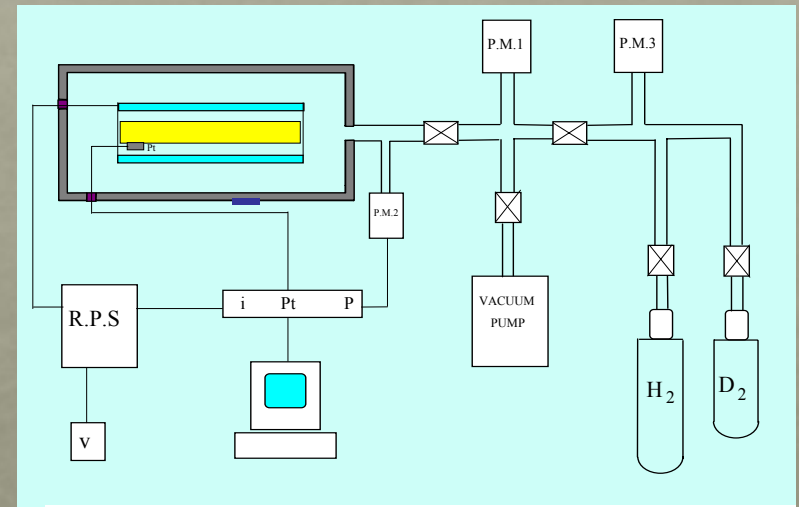 P.M.1
P.M.3
Pt
P.M.2
i Pt P
R.P.S
v
VACUUM
PUMP
H2
D2